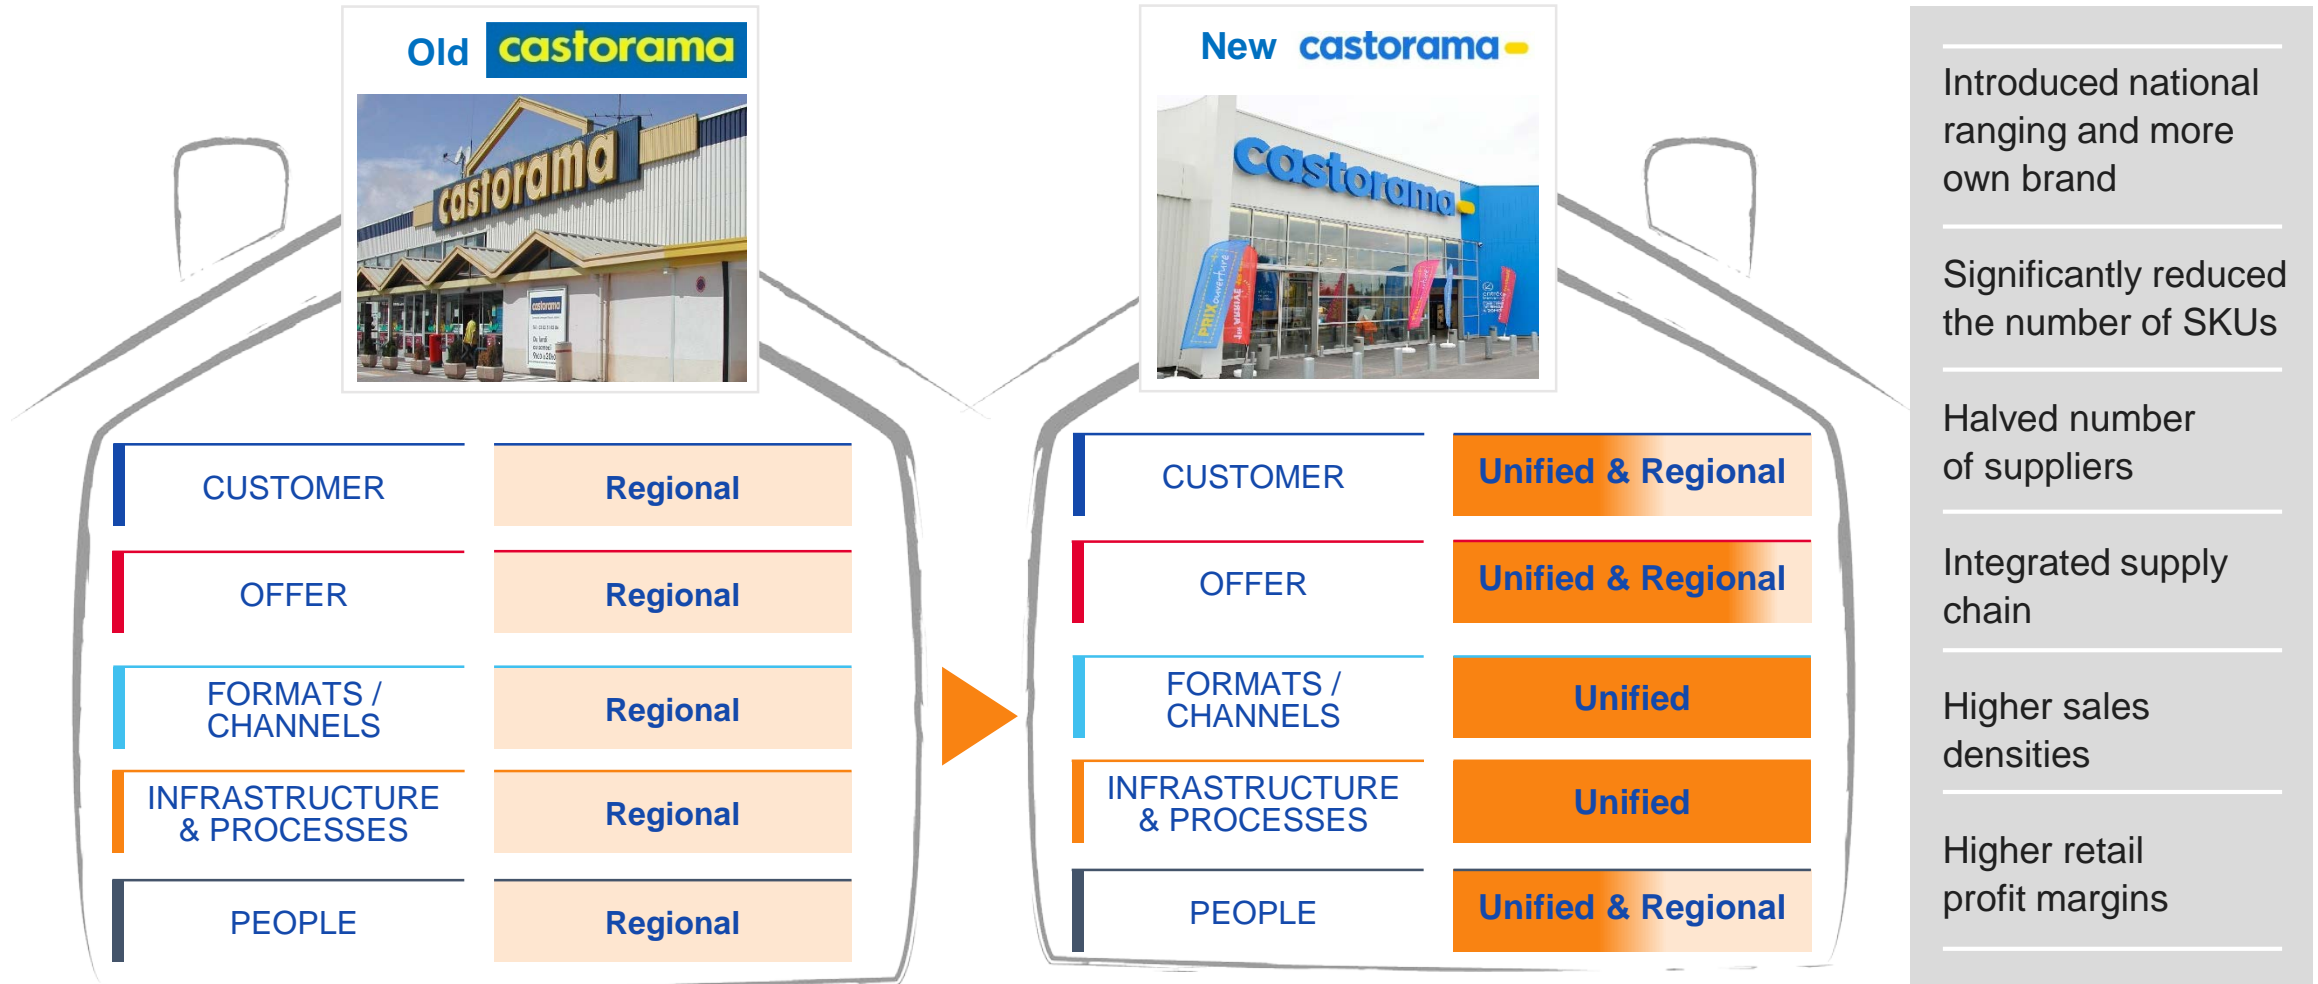 Old castorama
castorama
castorama
New castorama
castorama
PRIX ouverture
CUSTOMER
Regional
OFFER
Regional
FORMATS /
CHANNELS
Regional
INFRASTRUCTURE
& PROCESSES
Regional
PEOPLE
Regional
CUSTOMER
Unified & Regional
OFFER
Unified & Regional
FORMATS /
CHANNELS
Unified
INFRASTRUCTURE
& PROCESSES
Unified
PEOPLE
Unified & Regional
Introduced national
ranging and more
own brand
Significantly reduced
the number of SKUs
Halved number
of suppliers
Integrated supply
chain
Higher sales
densities
Higher retail
profit margins